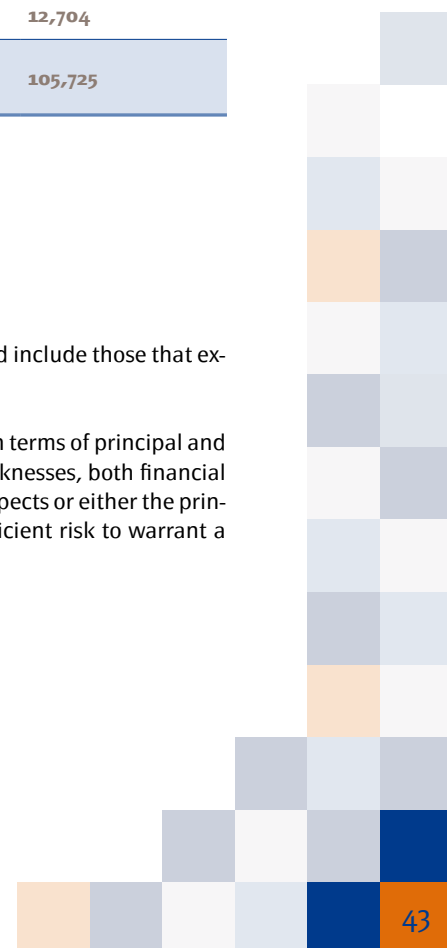 12,704
105,725
d include those that ex-
n terms of principal and
knesses, both financial
pects or either the prin-
icient risk to warrant a
43